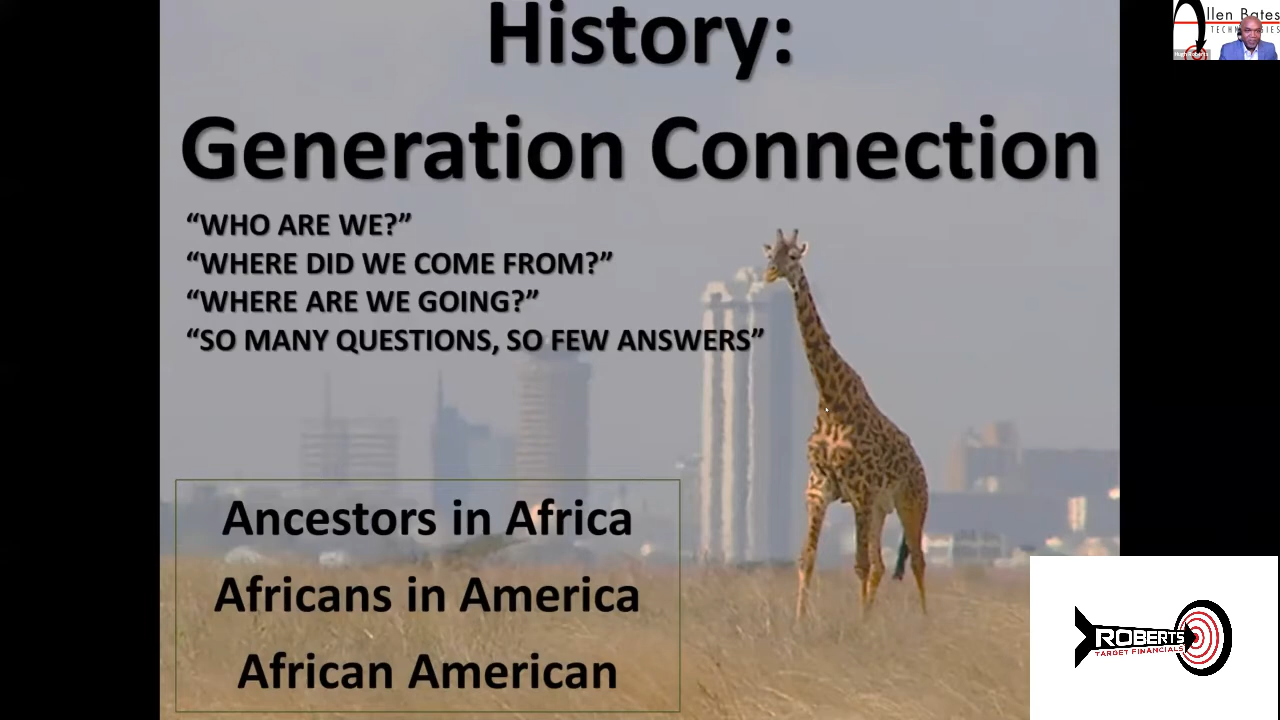 History:
Generation Connection
“WHO ARE WE?”
“WHERE DID WE COME FROM?”
“WHERE ARE WE GOING?”
“SO MANY QUESTIONS, SO FEW ANSWERS”
Ancestors in Africa
Africans in America
African American
llen Bates
ROBERTS
TARGET FINANCIALS